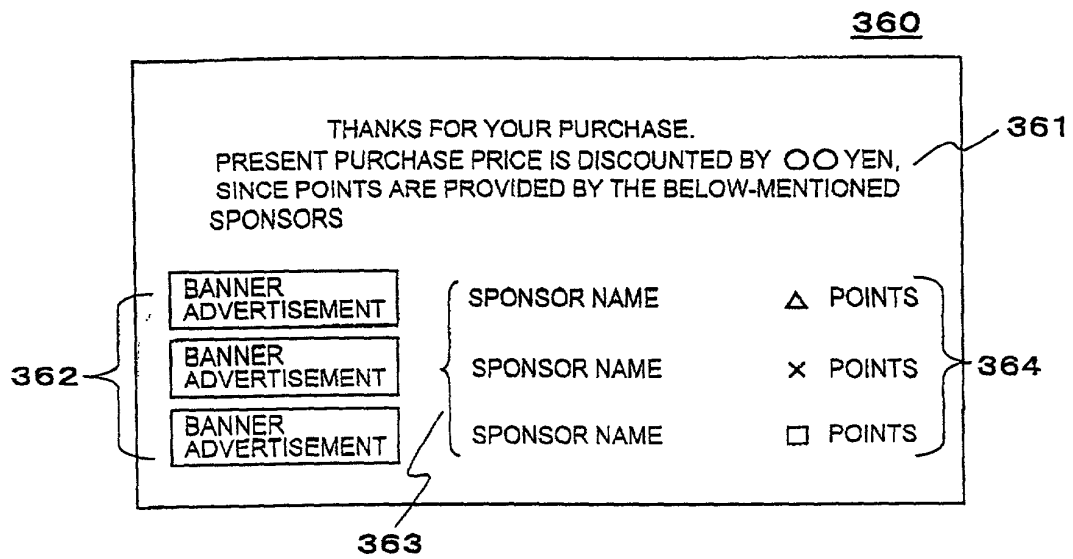 360
THANKS FOR YOUR PURCHASE.
361
PRESENT PURCHASE PRICE IS DISCOUNTED BY ○○ YEN,
SINCE POINTS ARE PROVIDED BY THE BELOW-MENTIONED
SPONSORS
BANNER
ADVERTISEMENT
SPONSOR NAME △ POINTS
362
BANNER
ADVERTISEMENT
SPONSOR NAME × POINTS
364
BANNER
ADVERTISEMENT
SPONSOR NAME □ POINTS
363